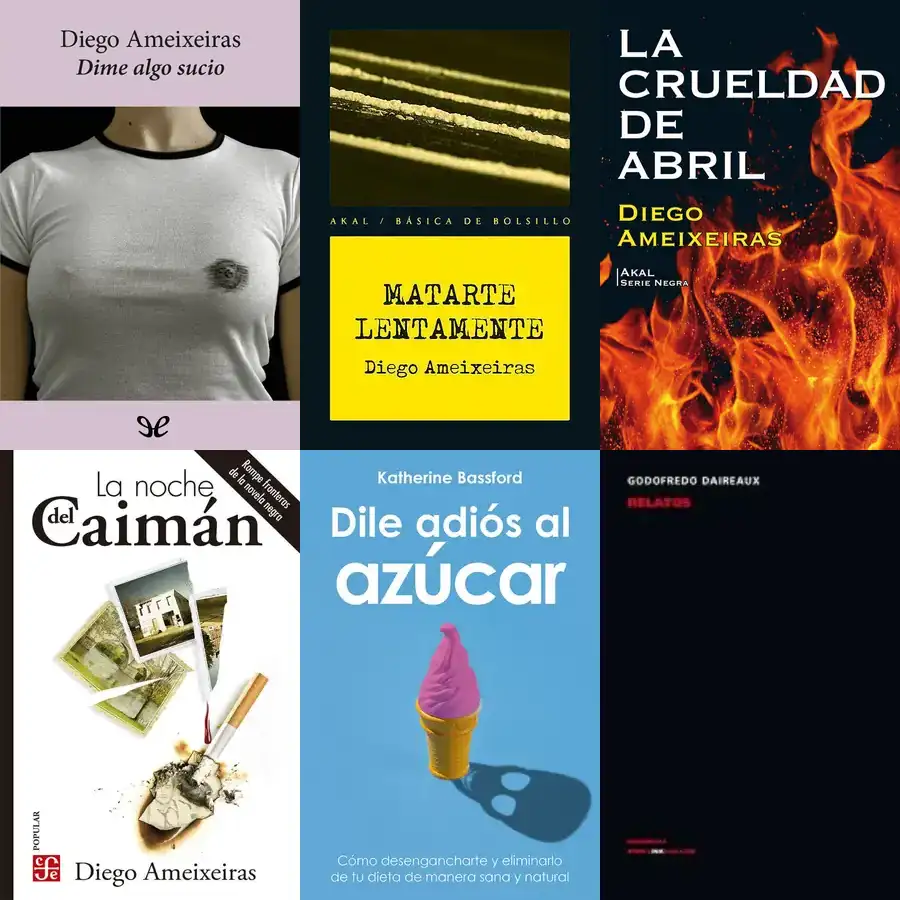 Diego Ameixeiras
Dime algo sucio
AKAL / BÁSICA DE BOLSILLO
MATARTE
LENTAMENTE
Diego Ameixeiras
LA
CRUELDAD
DE
ABRIL
DIEGO
AMEIXEIRAS
AKAL
SERIE NEGRA
La noche
del
Caimán
Rompe fronteras
de la novela negra
POPULAR
Diego Ameixeiras
Katherine Bassford
Dile adiós al
azúcar
Cómo desengancharte y eliminarlo
de tu dieta de manera sana y natural
GODOFREDO DAIREAUX
RELATOS